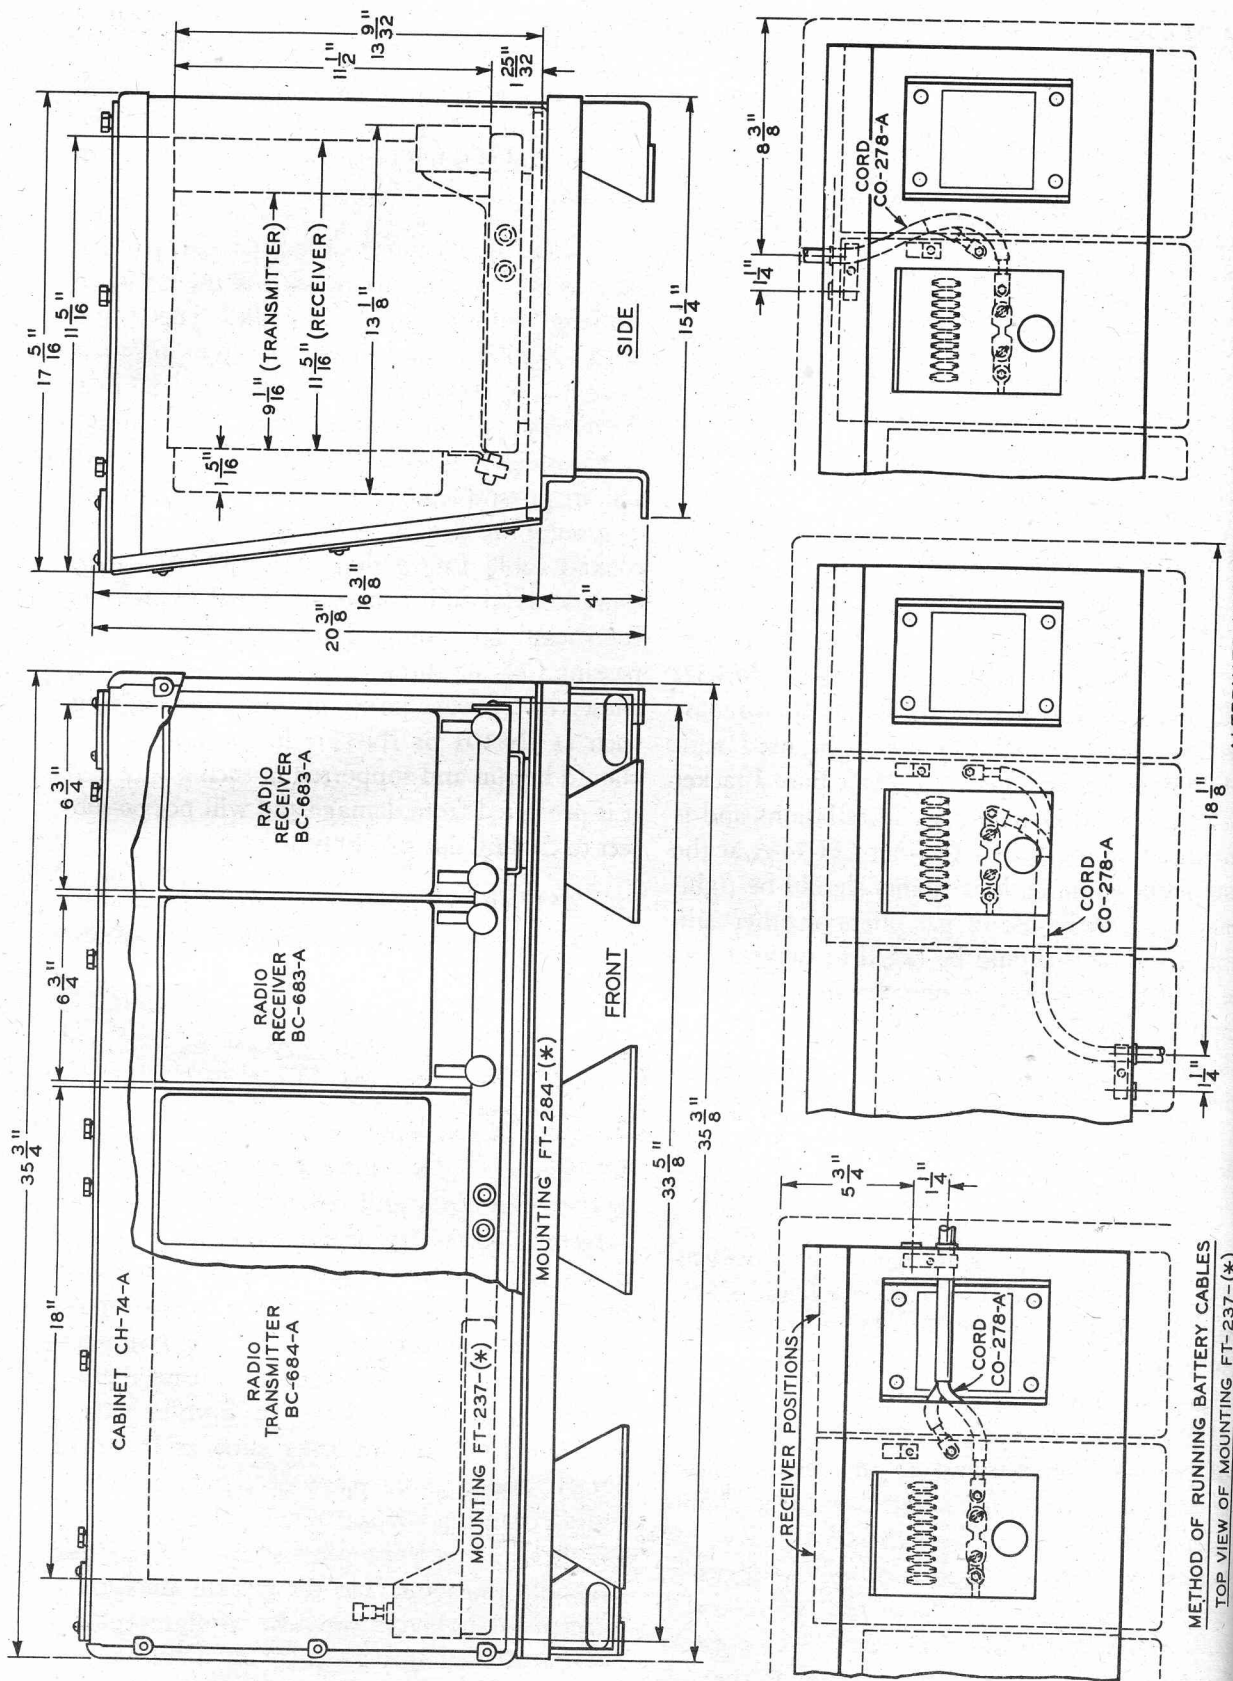 35 3/4"
18"
6 3/4"
6 3/4"
CABINET CH-74-A
RADIO
TRANSMITTER
BC-684-A
RADIO
RECEIVER
BC-683-A
RADIO
RECEIVER
BC-683-A
MOUNTING FT-237-(*)
MOUNTING FT-284-(*)
FRONT
33 5/8"
35 3/8"
17 5/16"
11 5/16"
1 5/16"
9 1/16" (TRANSMITTER)
11 5/16" (RECEIVER)
13 1/8"
11 1/2"
13 9/32"
1 25/32"
16 3/8"
20 3/8"
4"
15 1/4"
SIDE
RECEIVER POSITIONS
5 3/4"
1 1/4"
CORD
CO-278-A
CORD
CO-278-A
18 1/8"
1 1/4"
8 3/8"
1 1/4"
CORD
CO-278-A
METHOD OF RUNNING BATTERY CABLES
TOP VIEW OF MOUNTING FT-237-(*)